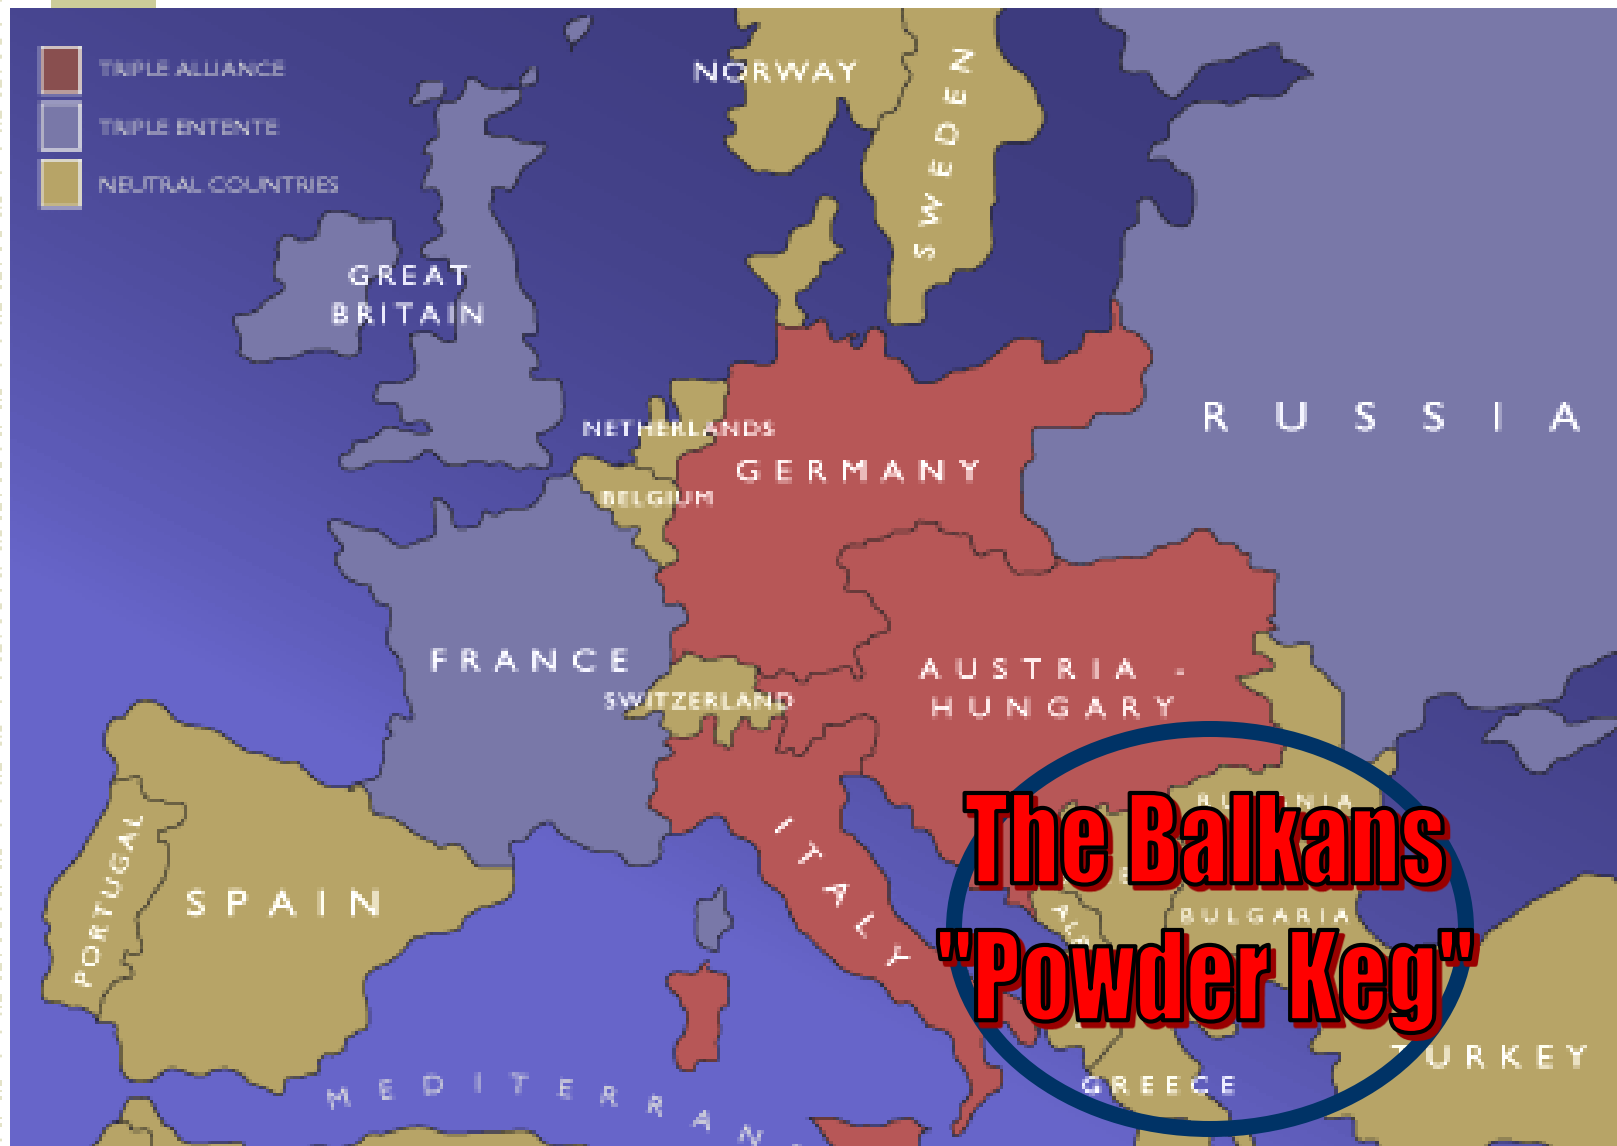 TRIPLE ALLIANCE
TRIPLE ENTENTE
NEUTRAL COUNTRIES
NORWAY
SWEDEN
GREAT
BRITAIN
RUSSIA
NETHERLANDS
GERMANY
BELGIUM
FRANCE
AUSTRIA -
HUNGARY
SWITZERLAND
ITALY
PORTUGAL
SPAIN
The Balkans
BULGARIA
"Powder Keg"
TURKEY
GREECE
MEDITERRAN